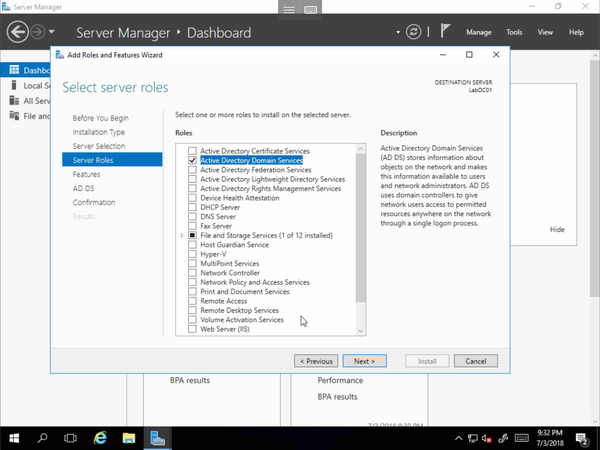 Server Manager
Server Manager ▸ Dashboard
Manage Tools View Help
Dashb
Local Se
All Serve
File and
Add Roles and Features Wizard
Select server roles
DESTINATION SERVER
LabDC01
Before You Begin
Installation Type
Server Selection
Server Roles
Features
AD DS
Confirmation
Results
Select one or more roles to install on the selected server.
Roles
Active Directory Certificate Services
Active Directory Domain Services
Active Directory Federation Services
Active Directory Lightweight Directory Services
Active Directory Rights Management Services
Device Health Attestation
DHCP Server
DNS Server
Fax Server
File and Storage Services (1 of 12 installed)
Host Guardian Service
Hyper-V
MultiPoint Services
Network Controller
Network Policy and Access Services
Print and Document Services
Remote Access
Remote Desktop Services
Volume Activation Services
Web Server (IIS)
Description
Active Directory Domain Services
(AD DS) stores information about
objects on the network and makes
this information available to users
and network administrators. AD DS
uses domain controllers to give
network users access to permitted
resources anywhere on the network
through a single logon process.
Hide
< Previous Next > Install Cancel
BPA results
Performance
BPA results
9:32 PM
7/3/2018
2